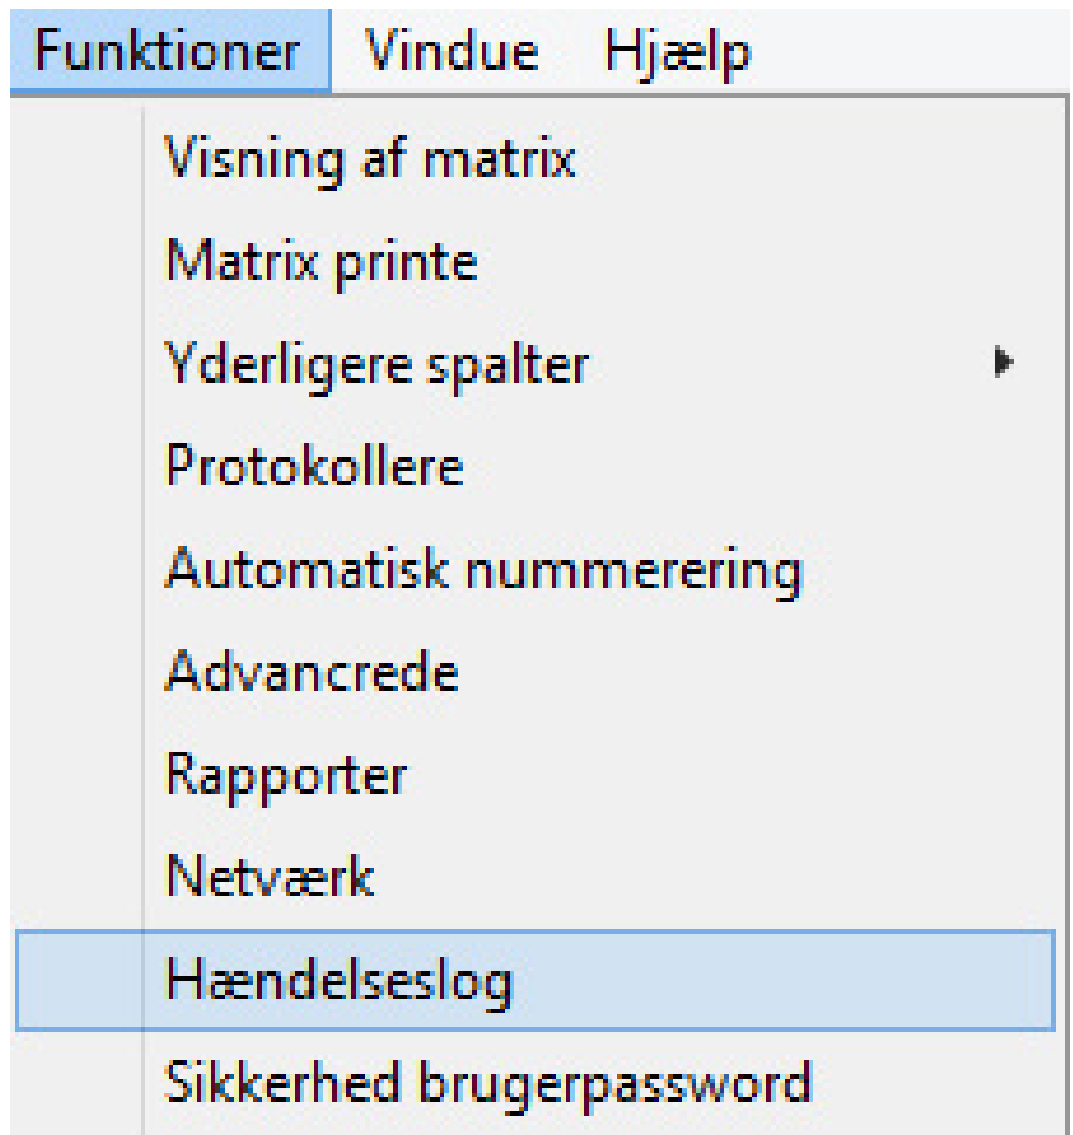 Funktioner Vindue Hjælp
Visning af matrix
Matrix printe
Yderligere spalter
Protokollere
Automatisk nummerering
Advancrede
Rapporter
Netværk
Hændelseslog
Sikkerhed brugerpassword